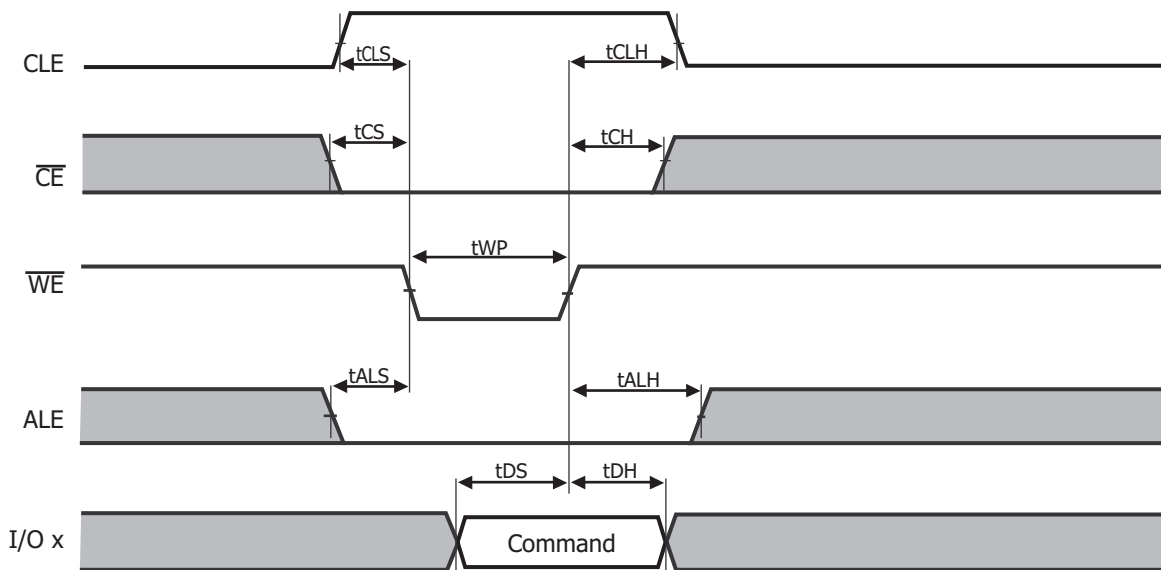 CLE
tCLS
tCLH
tCS
tCH
CE
tWP
WE
tALS
tALH
ALE
tDS
tDH
I/O x
Command